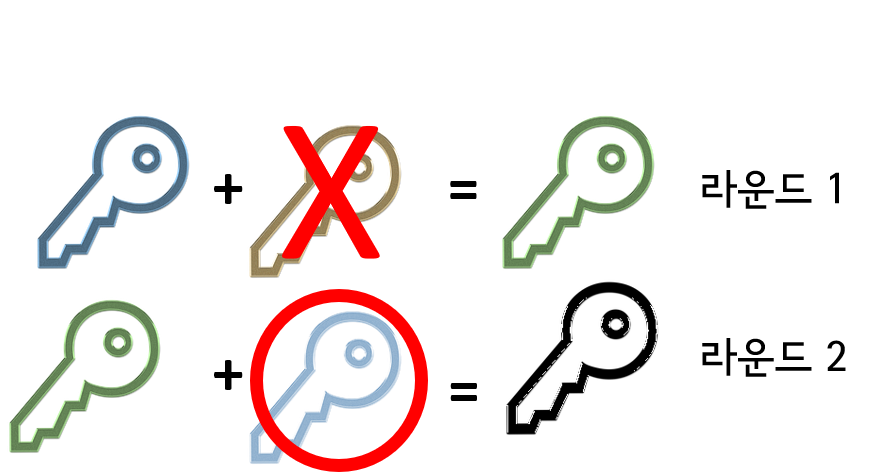 + X = 라운드 1
+ = 라운드 2